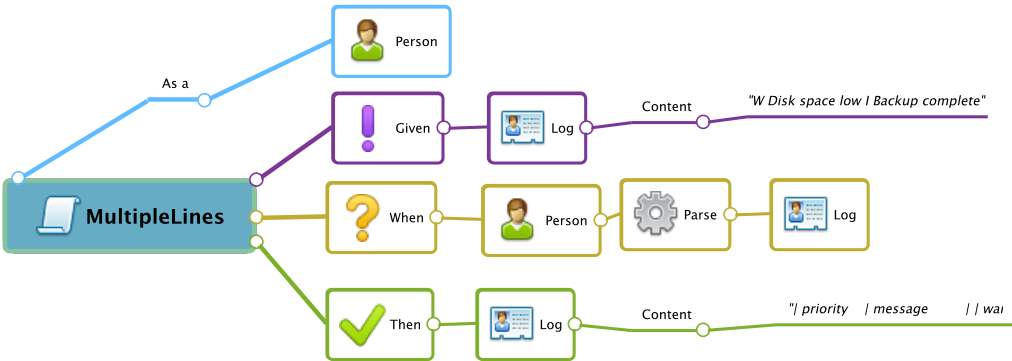 Person
As a
Given
Log
Content
"W Disk space low I Backup complete"
MultipleLines
When
Person
Parse
Log
Then
Log
Content
"| priority | message | | war